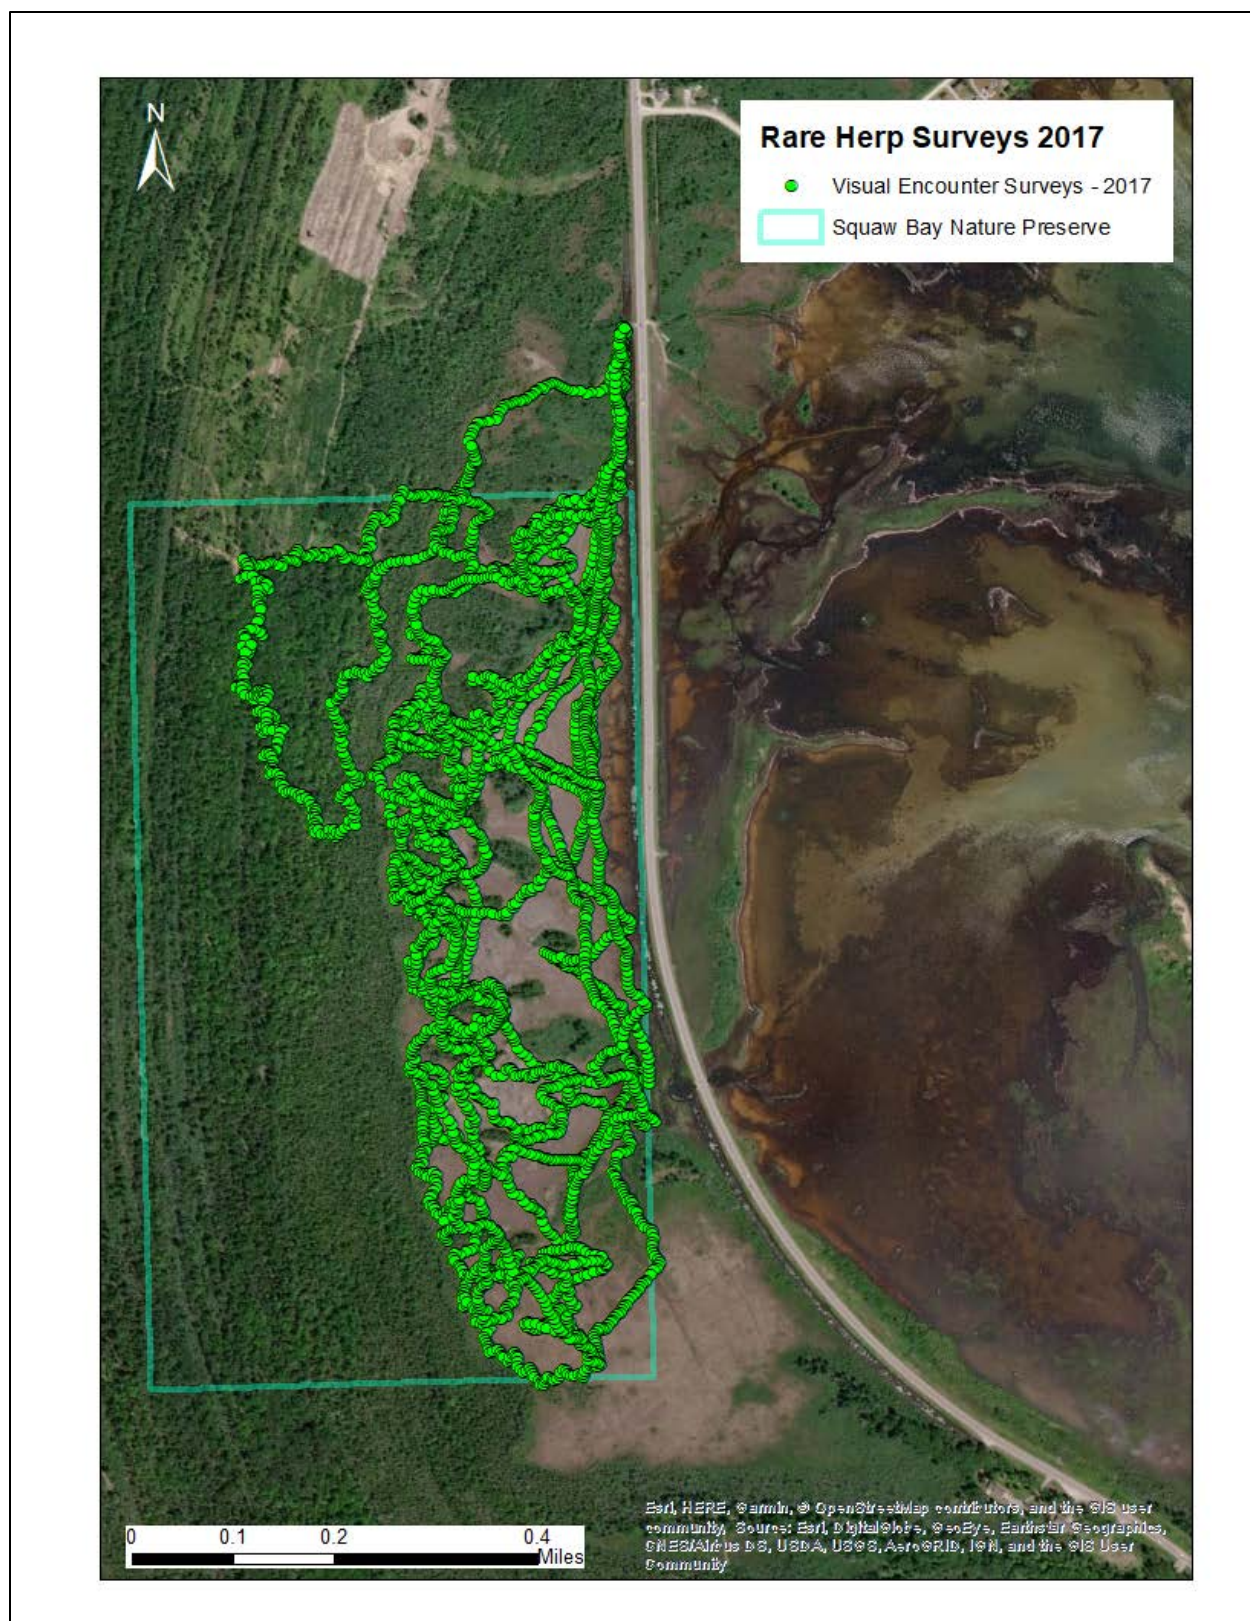 N
Rare Herp Surveys 2017
Visual Encounter Surveys - 2017
Squaw Bay Nature Preserve
0 0.1 0.2 0.4
Miles
Esri, HERE, Garmin, © OpenStreetMap contributors, and the GIS user
community, Source: Esri, DigitalGlobe, GeoEye, Earthstar Geographics,
CNES/Airbus DS, USDA, USGS, AeroGRID, IGN, and the GIS User
Community